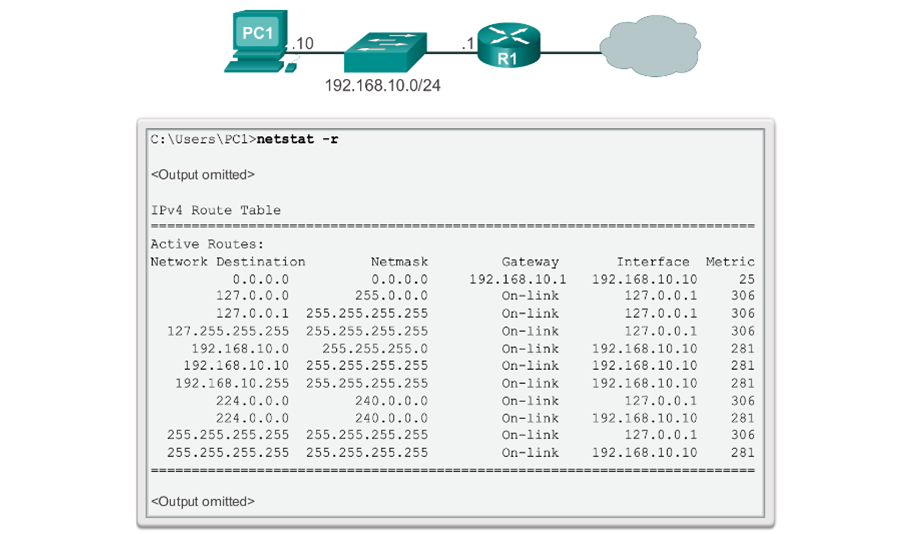 PC1
.10
.1
R1
192.168.10.0/24
C:\Users\PC1>netstat -r
<Output omitted>
IPv4 Route Table
===========================================================================
Active Routes:
Network Destination Netmask Gateway Interface Metric
0.0.0.0 0.0.0.0 192.168.10.1 192.168.10.10 25
127.0.0.0 255.0.0.0 On-link 127.0.0.1 306
127.0.0.1 255.255.255.255 On-link 127.0.0.1 306
127.255.255.255 255.255.255.255 On-link 127.0.0.1 306
192.168.10.0 255.255.255.0 On-link 192.168.10.10 281
192.168.10.10 255.255.255.255 On-link 192.168.10.10 281
192.168.10.255 255.255.255.255 On-link 192.168.10.10 281
224.0.0.0 240.0.0.0 On-link 127.0.0.1 306
224.0.0.0 240.0.0.0 On-link 192.168.10.10 281
255.255.255.255 255.255.255.255 On-link 127.0.0.1 306
255.255.255.255 255.255.255.255 On-link 192.168.10.10 281
===========================================================================
<Output omitted>